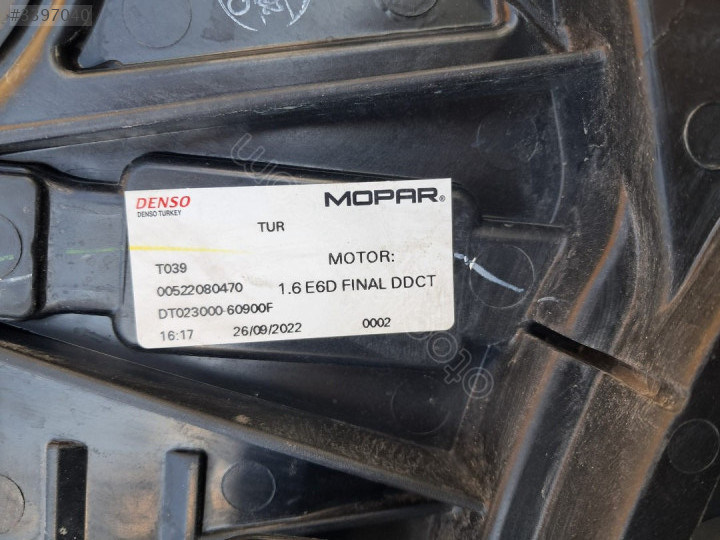 #3397040
DENSO
DENSO TURKEY
MOPAR®
TUR
T039
MOTOR:
00522080470
1.6 E6D FINAL DDCT
DT023000-60900F
16:17
26/09/2022
0002